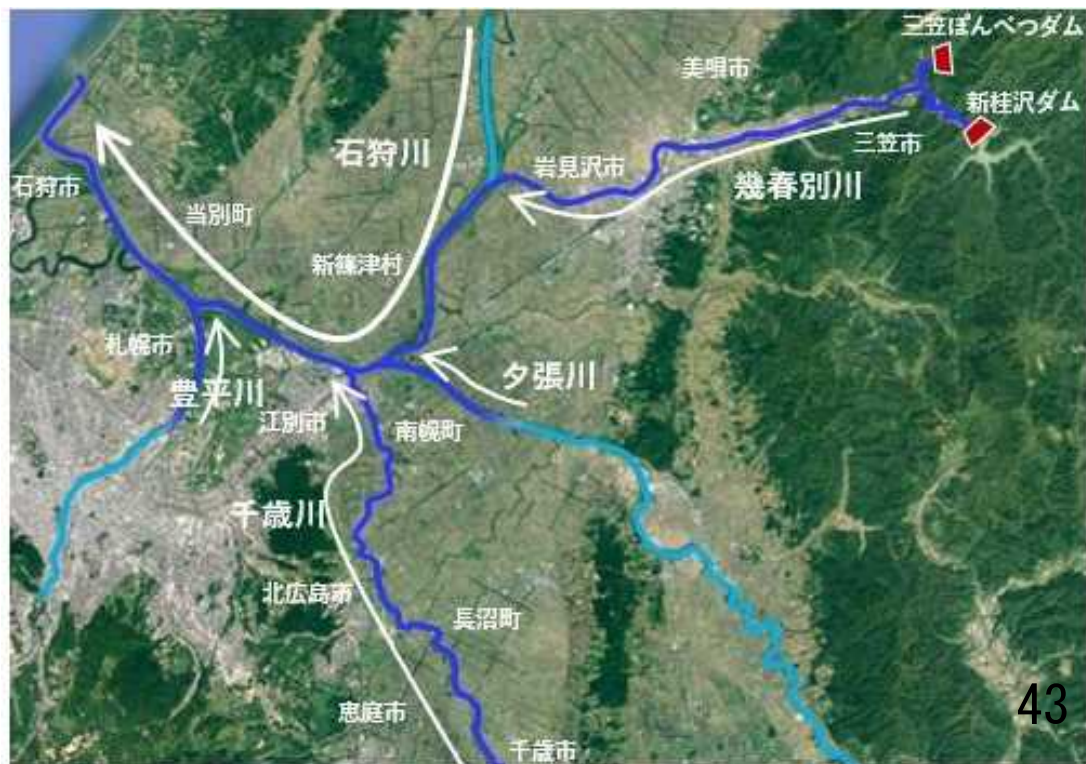 三笠ぽんべつダム
美唄市
新桂沢ダム
三笠市
石狩川
岩見沢市
幾春別川
石狩市
当別町
新篠津村
札幌市
夕張川
豊平川
江別市
南幌町
千歳川
北広島市
長沼町
恵庭市
千歳市
43